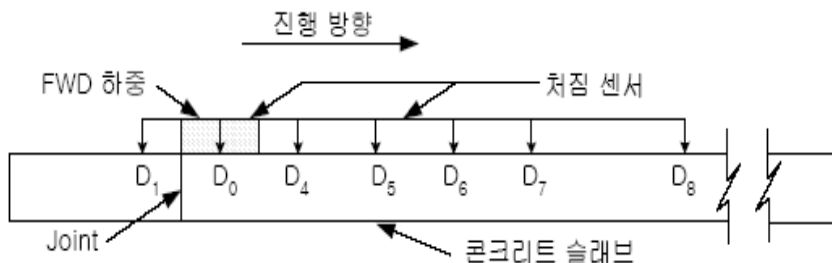 진행 방향
FWD 하중
처짐 센서
D₁ D₀ D₄ D₅ D₆ D₇ D₈
Joint
콘크리트 슬래브